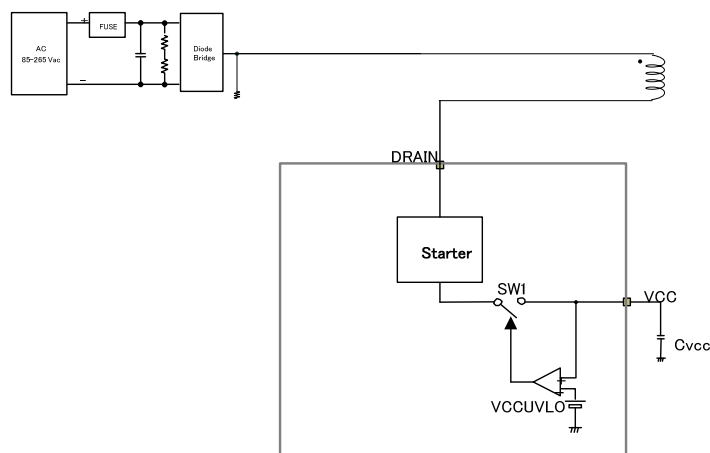 AC
85-265 Vac
+
-
FUSE
Diode
Bridge
DRAIN
Starter
SW1
VCC
Cvcc
+
-
VCCUVLO